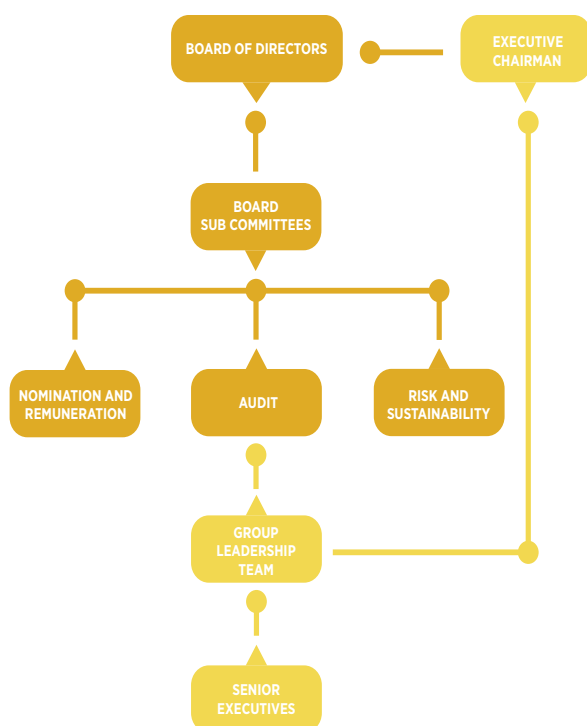 BOARD OF DIRECTORS
EXECUTIVE
CHAIRMAN
BOARD
SUB COMMITTEES
NOMINATION AND
REMUNERATION
AUDIT
RISK AND
SUSTAINABILITY
GROUP
LEADERSHIP
TEAM
SENIOR
EXECUTIVES